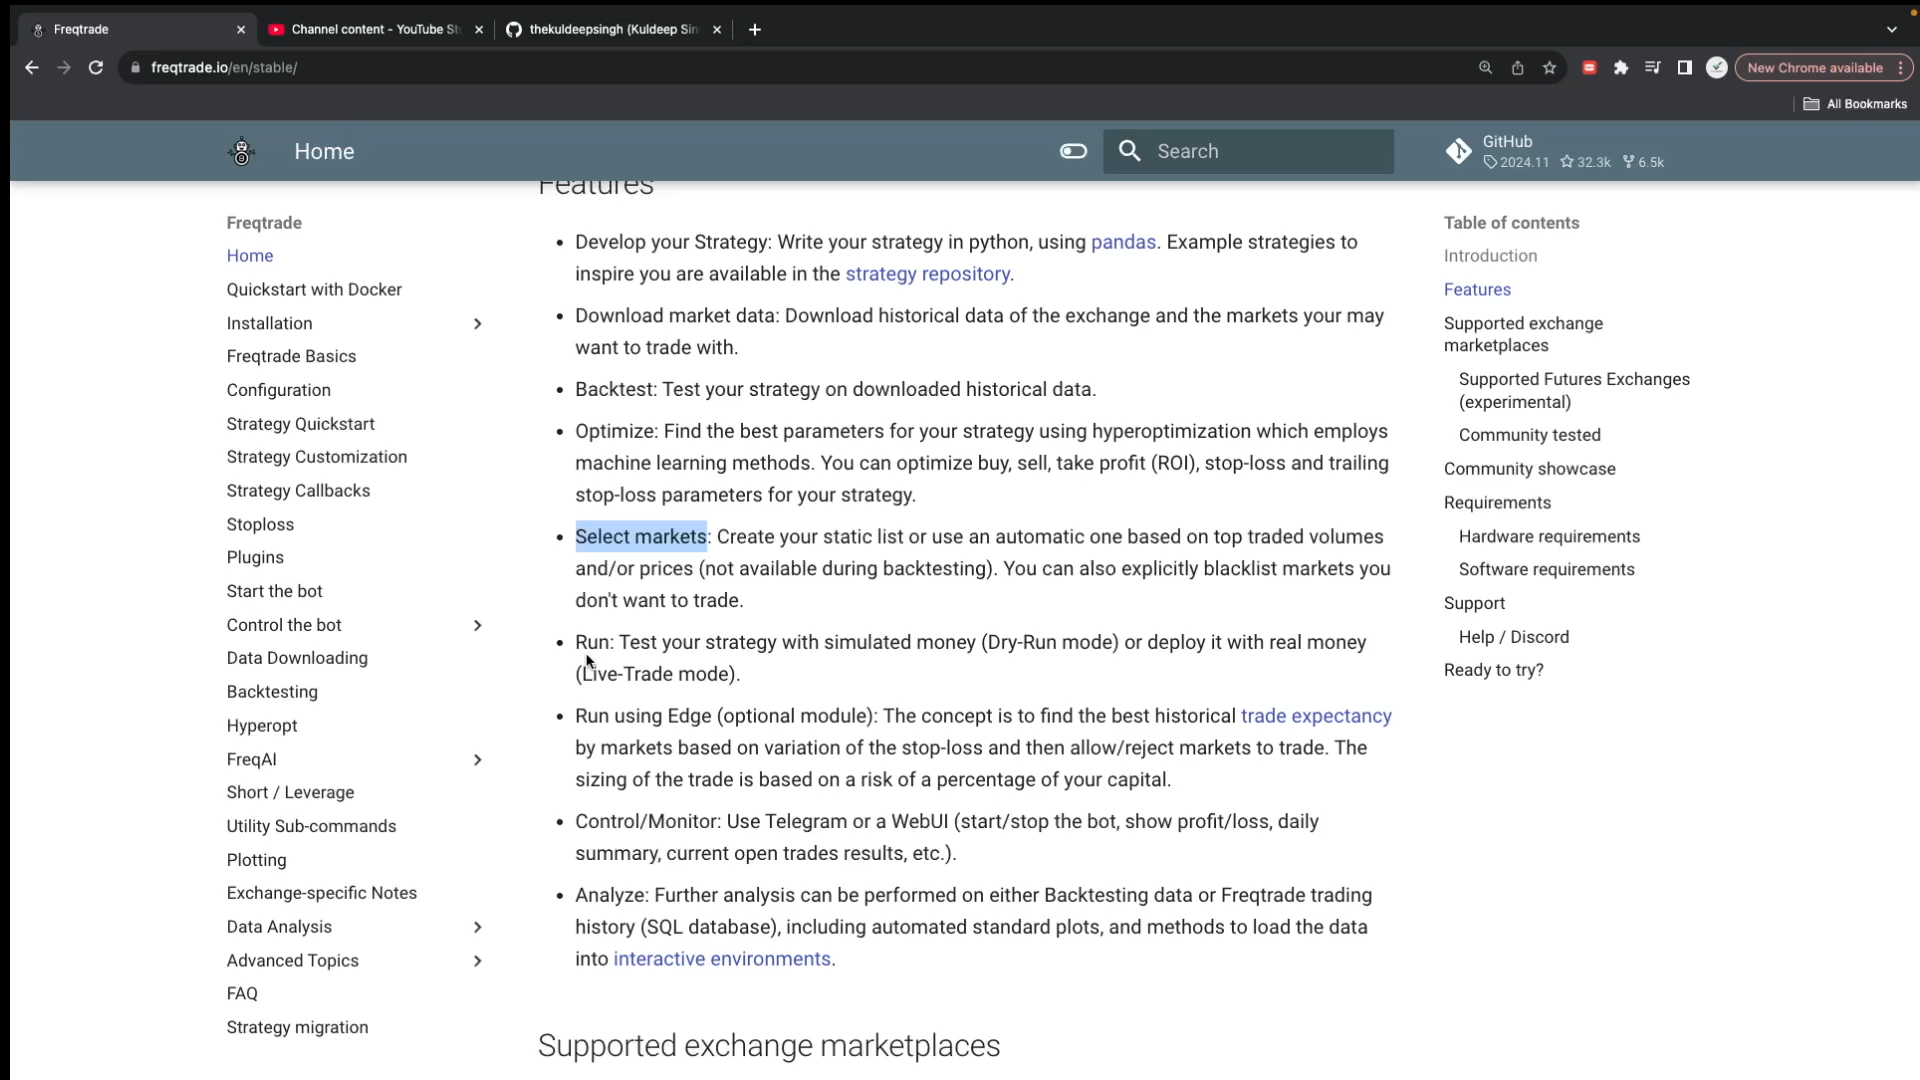 Freqtrade
Channel content - YouTube St
thekuldeepsingh (Kuldeep Sin
freqtrade.io/en/stable/
New Chrome available
All Bookmarks
Home
Search
GitHub
2024.11 32.3k 6.5k
Features
Freqtrade
Home
Quickstart with Docker
Installation
Freqtrade Basics
Configuration
Strategy Quickstart
Strategy Customization
Strategy Callbacks
Stoploss
Plugins
Start the bot
Control the bot
Data Downloading
Backtesting
Hyperopt
FreqAI
Short / Leverage
Utility Sub-commands
Plotting
Exchange-specific Notes
Data Analysis
Advanced Topics
FAQ
Strategy migration
Develop your Strategy: Write your strategy in python, using pandas. Example strategies to
inspire you are available in the strategy repository.
Download market data: Download historical data of the exchange and the markets your may
want to trade with.
Backtest: Test your strategy on downloaded historical data.
Optimize: Find the best parameters for your strategy using hyperoptimization which employs
machine learning methods. You can optimize buy, sell, take profit (ROI), stop-loss and trailing
stop-loss parameters for your strategy.
Select markets: Create your static list or use an automatic one based on top traded volumes
and/or prices (not available during backtesting). You can also explicitly blacklist markets you
don't want to trade.
Run: Test your strategy with simulated money (Dry-Run mode) or deploy it with real money
(Live-Trade mode).
Run using Edge (optional module): The concept is to find the best historical trade expectancy
by markets based on variation of the stop-loss and then allow/reject markets to trade. The
sizing of the trade is based on a risk of a percentage of your capital.
Control/Monitor: Use Telegram or a WebUI (start/stop the bot, show profit/loss, daily
summary, current open trades results, etc.).
Analyze: Further analysis can be performed on either Backtesting data or Freqtrade trading
history (SQL database), including automated standard plots, and methods to load the data
into interactive environments.
Supported exchange marketplaces
Table of contents
Introduction
Features
Supported exchange
marketplaces
Supported Futures Exchanges
(experimental)
Community tested
Community showcase
Requirements
Hardware requirements
Software requirements
Support
Help / Discord
Ready to try?